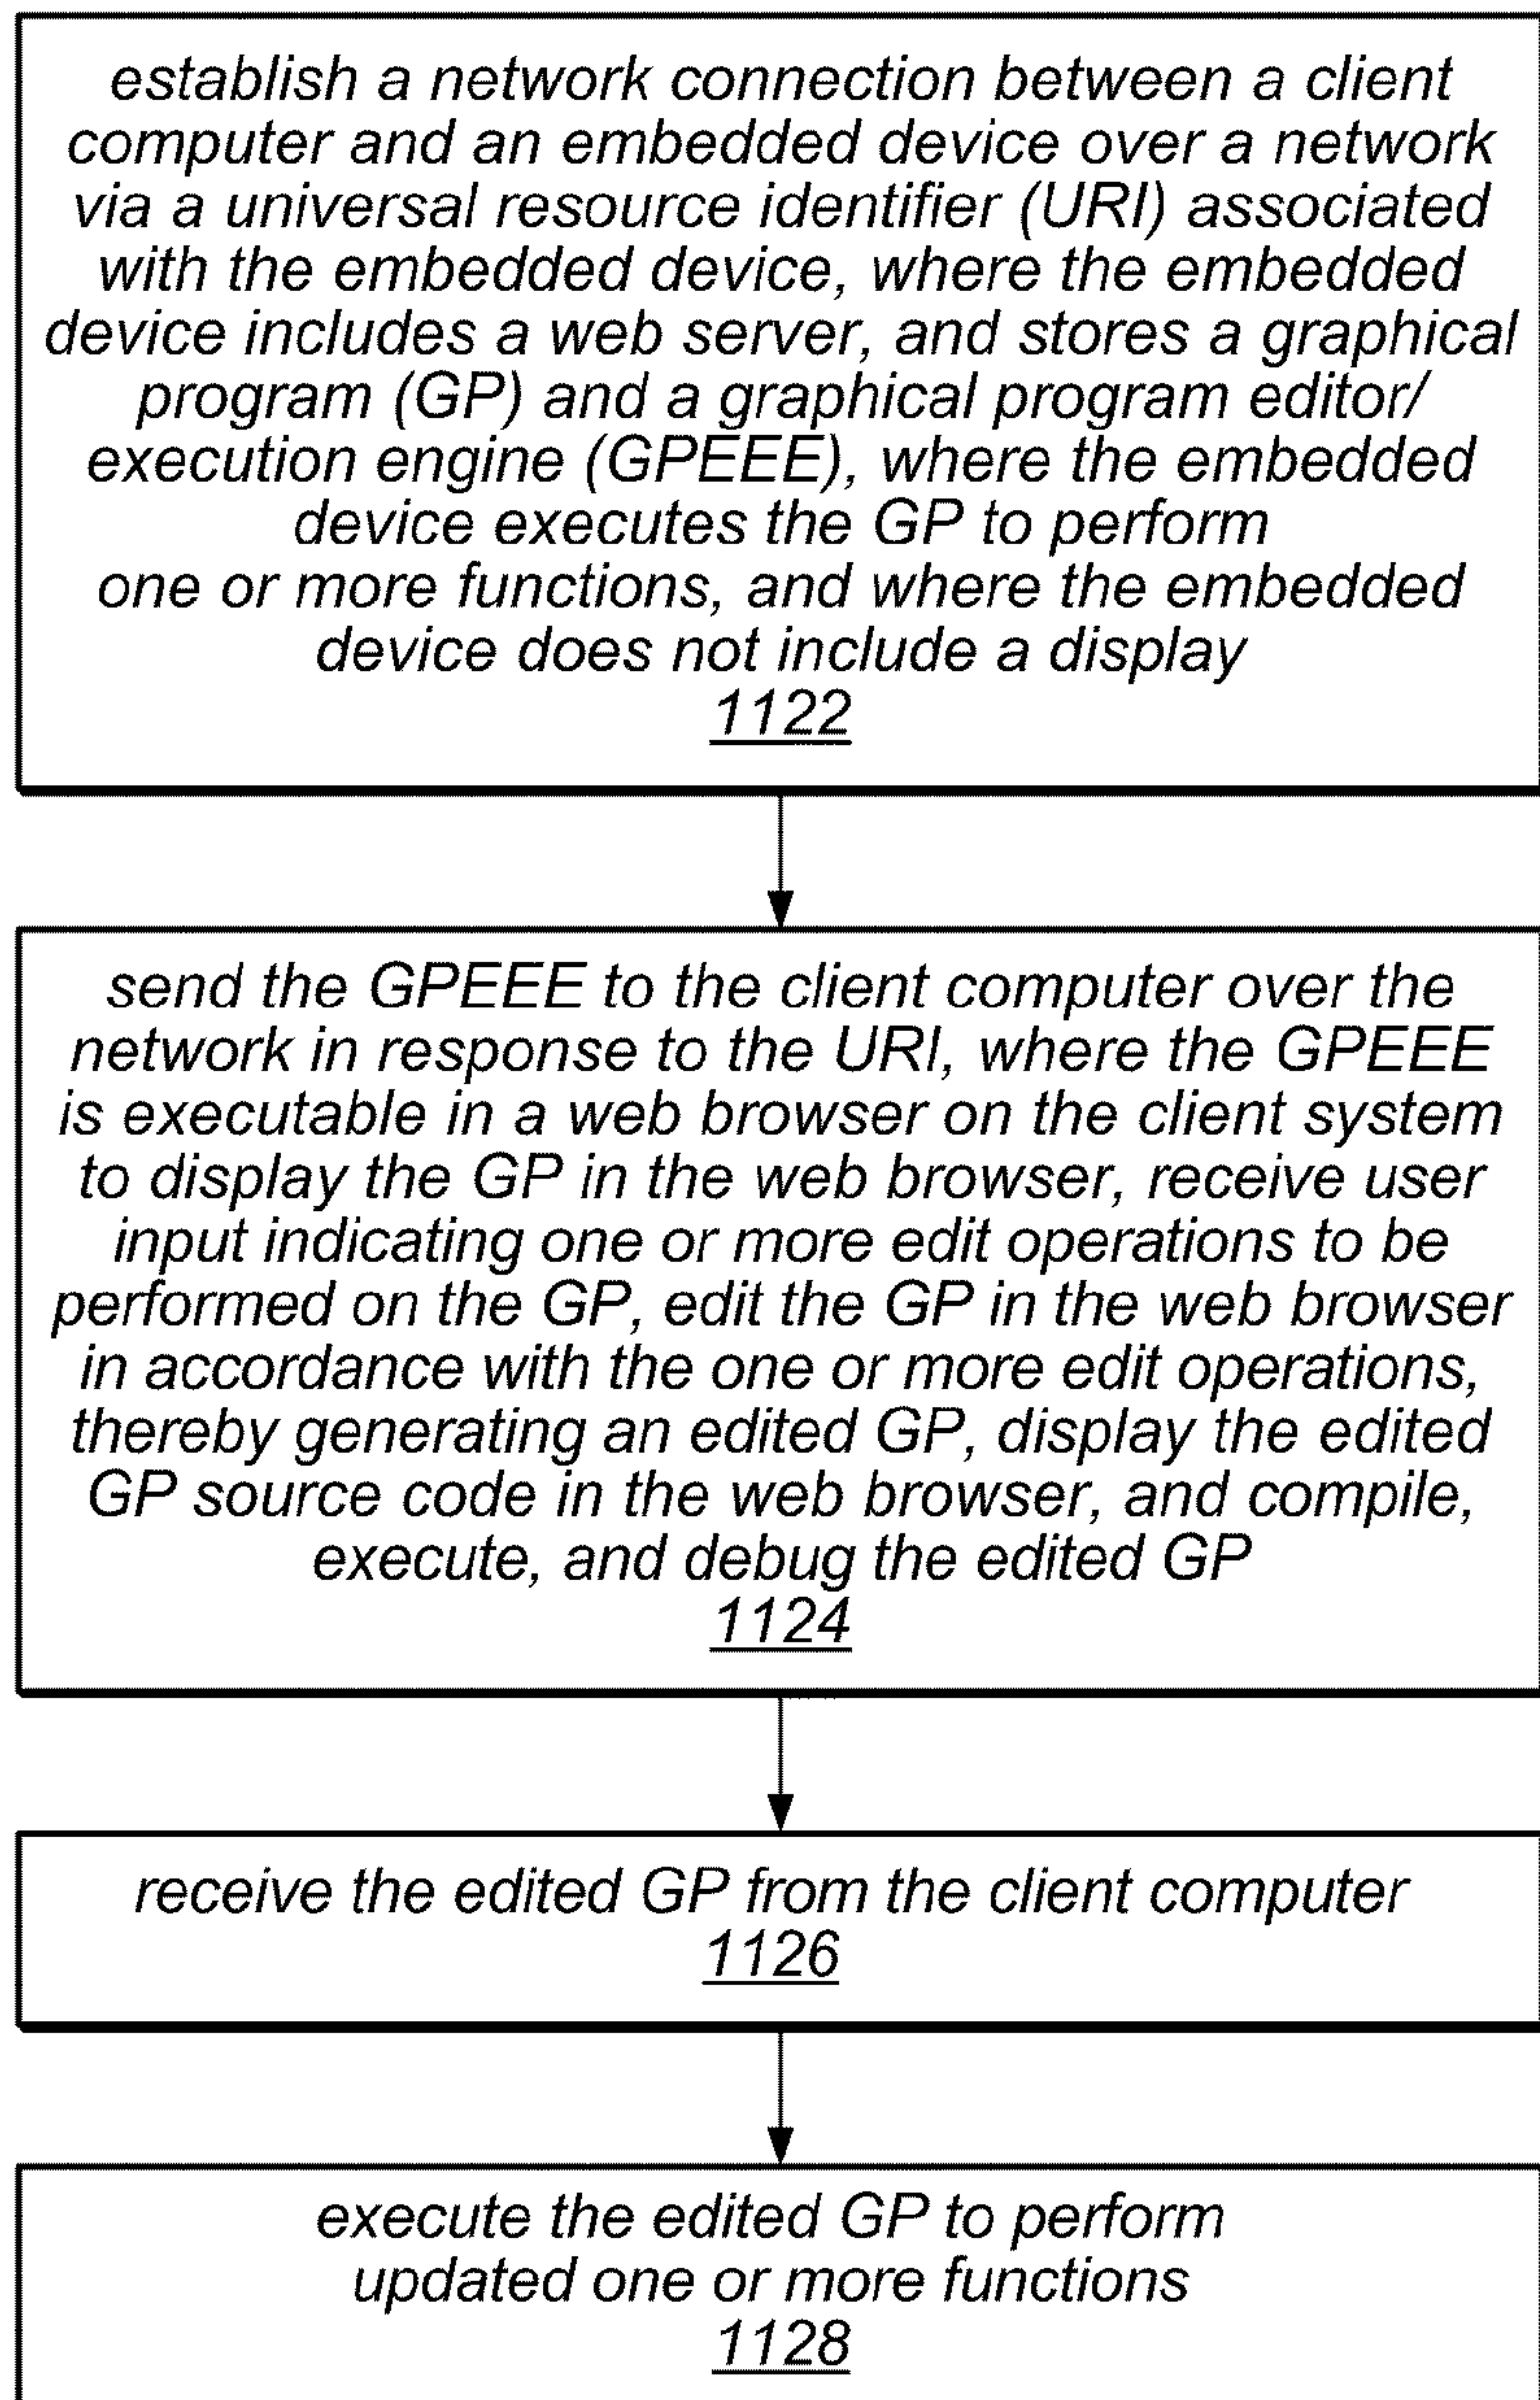 establish a network connection between a client
computer and an embedded device over a network
via a universal resource identifier (URI) associated
with the embedded device, where the embedded
device includes a web server, and stores a graphical
program (GP) and a graphical program editor/
execution engine (GPEEE), where the embedded
device executes the GP to perform
one or more functions, and where the embedded
device does not include a display
1122
send the GPEEE to the client computer over the
network in response to the URI, where the GPEEE
is executable in a web browser on the client system
to display the GP in the web browser, receive user
input indicating one or more edit operations to be
performed on the GP, edit the GP in the web browser
in accordance with the one or more edit operations,
thereby generating an edited GP, display the edited
GP source code in the web browser, and compile,
execute, and debug the edited GP
1124
receive the edited GP from the client computer
1126
execute the edited GP to perform
updated one or more functions
1128